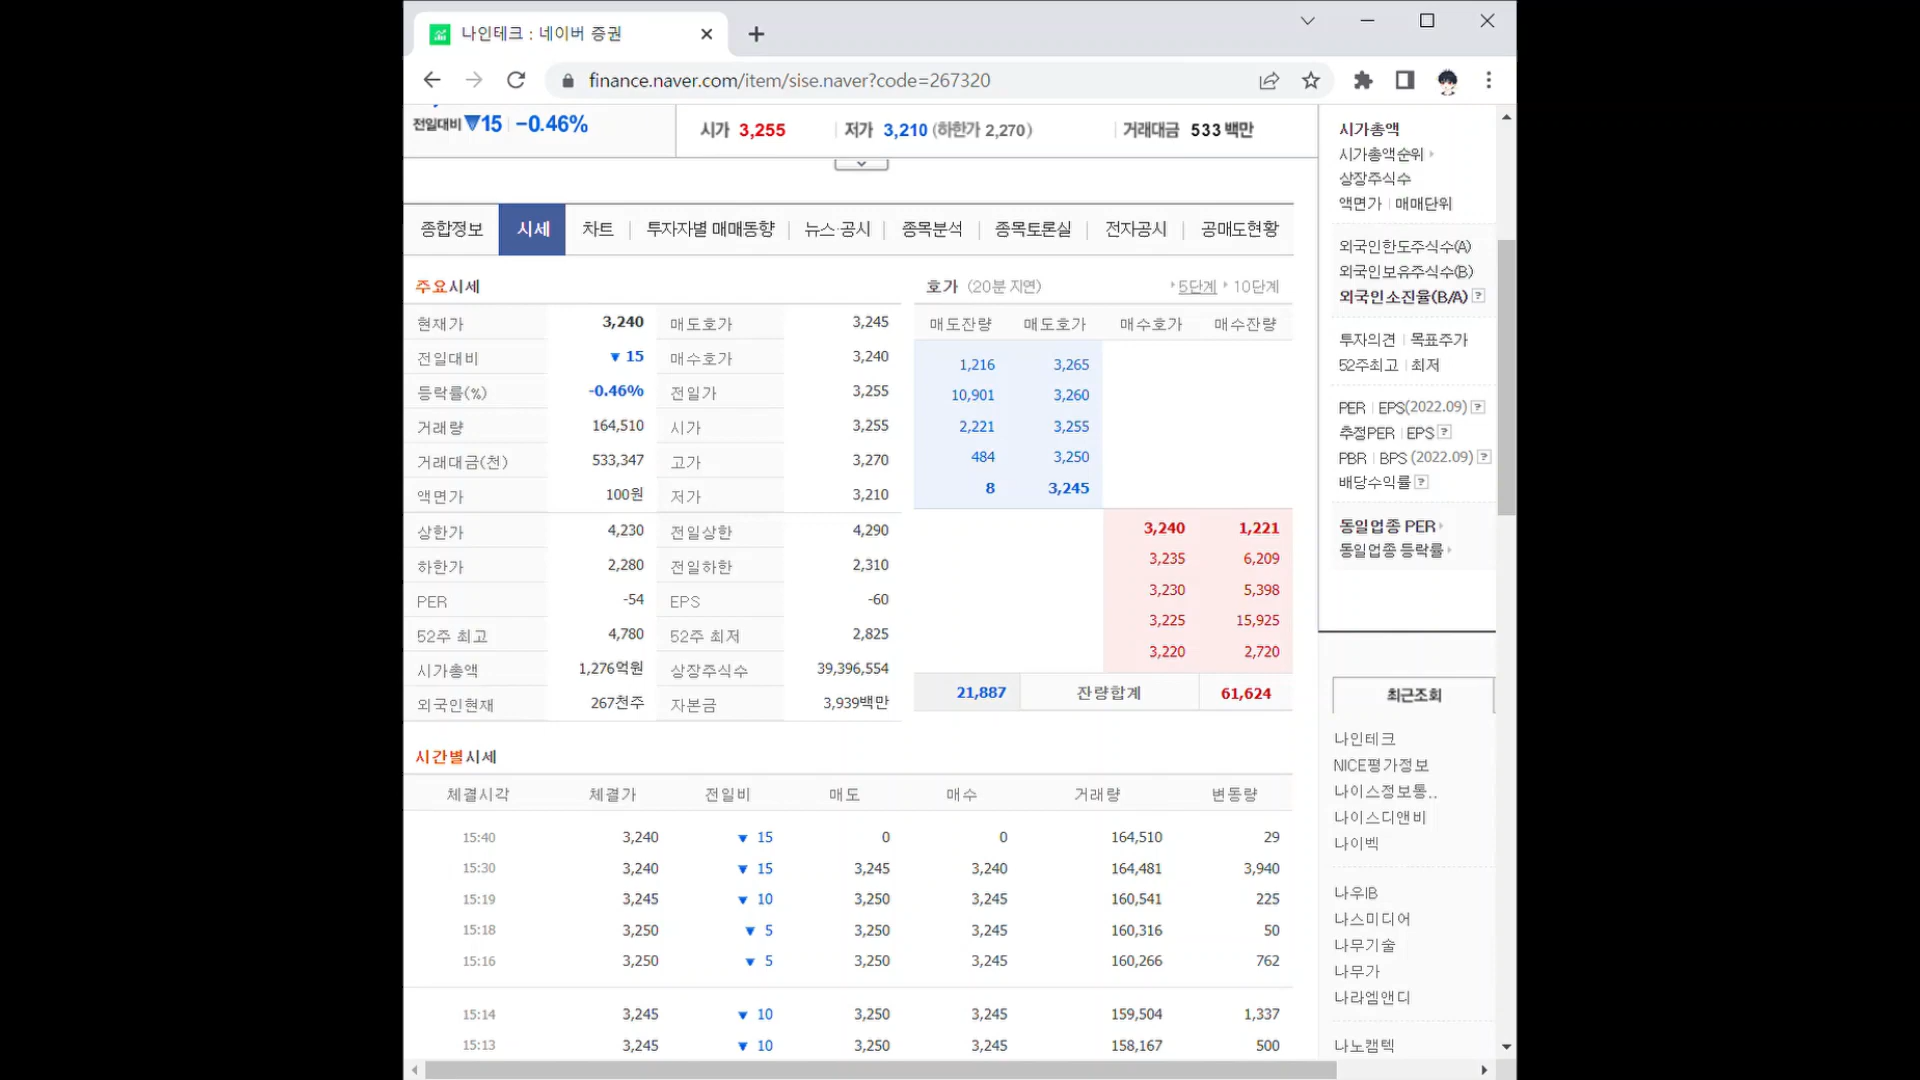 나인테크 : 네이버 증권
finance.naver.com/item/sise.naver?code=267320
전일대비 ▼15 -0.46% 시가 3,255 저가 3,210 (하한가 2,270) 거래대금 533 백만
종합정보 시세 차트 투자자별 매매동향 뉴스·공시 종목분석 종목토론실 전자공시 공매도현황
주요시세
현재가 3,240 매도호가 3,245
전일대비 ▼ 15 매수호가 3,240
등락률(%) -0.46% 전일가 3,255
거래량 164,510 시가 3,255
거래대금(천) 533,347 고가 3,270
액면가 100원 저가 3,210
상한가 4,230 전일상한 4,290
하한가 2,280 전일하한 2,310
PER -54 EPS -60
52주 최고 4,780 52주 최저 2,825
시가총액 1,276억원 상장주식수 39,396,554
외국인현재 267천주 자본금 3,939백만
호가 (20분 지연) 5단계 10단계
매도잔량 매도호가 매수호가 매수잔량
1,216 3,265
10,901 3,260
2,221 3,255
484 3,250
8 3,245
3,240 1,221
3,235 6,209
3,230 5,398
3,225 15,925
3,220 2,720
21,887 잔량합계 61,624
시간별시세
체결시각 체결가 전일비 매도 매수 거래량 변동량
15:40 3,240 ▼ 15 0 0 164,510 29
15:30 3,240 ▼ 15 3,245 3,240 164,481 3,940
15:19 3,245 ▼ 10 3,250 3,245 160,541 225
15:18 3,250 ▼ 5 3,250 3,245 160,316 50
15:16 3,250 ▼ 5 3,250 3,245 160,266 762
15:14 3,245 ▼ 10 3,250 3,245 159,504 1,337
15:13 3,245 ▼ 10 3,250 3,245 158,167 500
시가총액
시가총액순위
상장주식수
액면가 | 매매단위
외국인한도주식수(A)
외국인보유주식수(B)
외국인소진율(B/A) ?
투자의견 | 목표주가
52주최고 | 최저
PER | EPS(2022.09) ?
추정PER | EPS ?
PBR | BPS (2022.09) ?
배당수익률 ?
동일업종 PER
동일업종 등락률
최근조회
나인테크
NICE평가정보
나이스정보통..
나이스디앤비
나이벡
나우IB
나스미디어
나무기술
나무가
나라엠앤디
나노캠텍